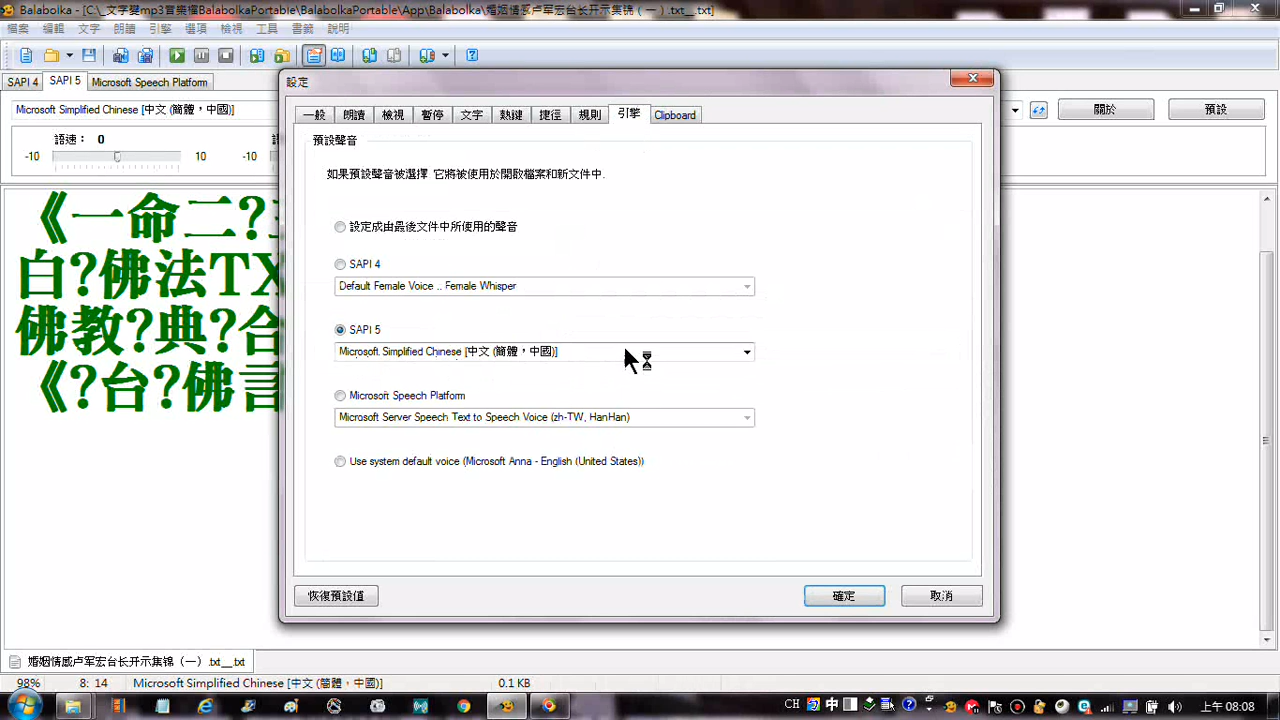 Balabolka - [C:\_文字變mp3音樂檔BalabolkaPortable\BalabolkaPortable\App\Balabolka\婚姻情感卢军宏台长开示集锦（一）.txt__txt]
檔案 編輯 文字 朗讀 引擎 選項 檢視 工具 書籤 說明
SAPI 4 SAPI 5 Microsoft Speech Platform
Microsoft Simplified Chinese [中文 (簡體，中國)]
關於 預設
語速： 0
-10 10 -10
《一命二?
白?佛法TX
佛教?典?合
《?台?佛言
設定
一般 朗讀 檢視 暫停 文字 熱鍵 捷徑 規則 引擎 Clipboard
預設聲音
如果預設聲音被選擇 它將被使用於開啟檔案和新文件中.
設定成由最後文件中所使用的聲音
SAPI 4
Default Female Voice .. Female Whisper
SAPI 5
Microsoft Simplified Chinese [中文 (簡體，中國)]
Microsoft Speech Platform
Microsoft Server Speech Text to Speech Voice (zh-TW, HanHan)
Use system default voice (Microsoft Anna - English (United States))
恢復預設值 確定 取消
婚姻情感卢军宏台长开示集锦（一）.txt__.txt
98% 8: 14 Microsoft Simplified Chinese [中文 (簡體，中國)] 0.1 KB
CH 中 上午 08:08